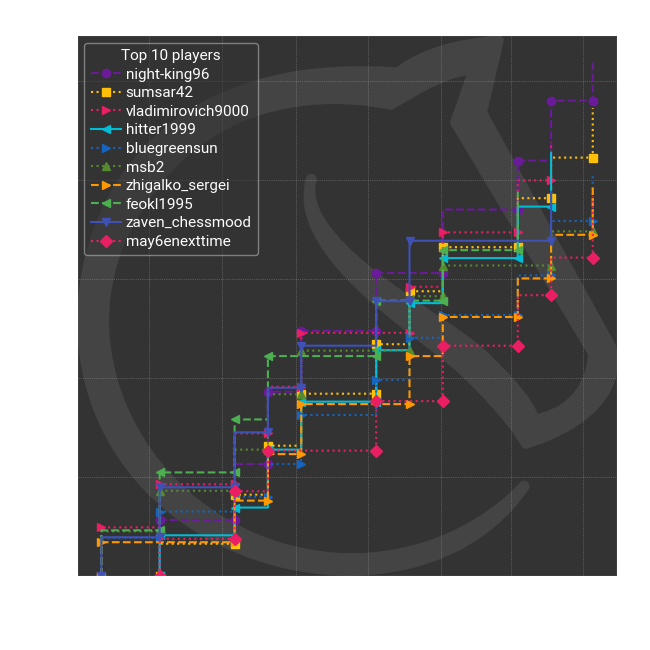 Top 10 players
night-king96
sumsar42
vladimirovich9000
hitter1999
bluegreensun
msb2
zhigalko_sergei
feokl1995
zaven_chessmood
may6enexttime